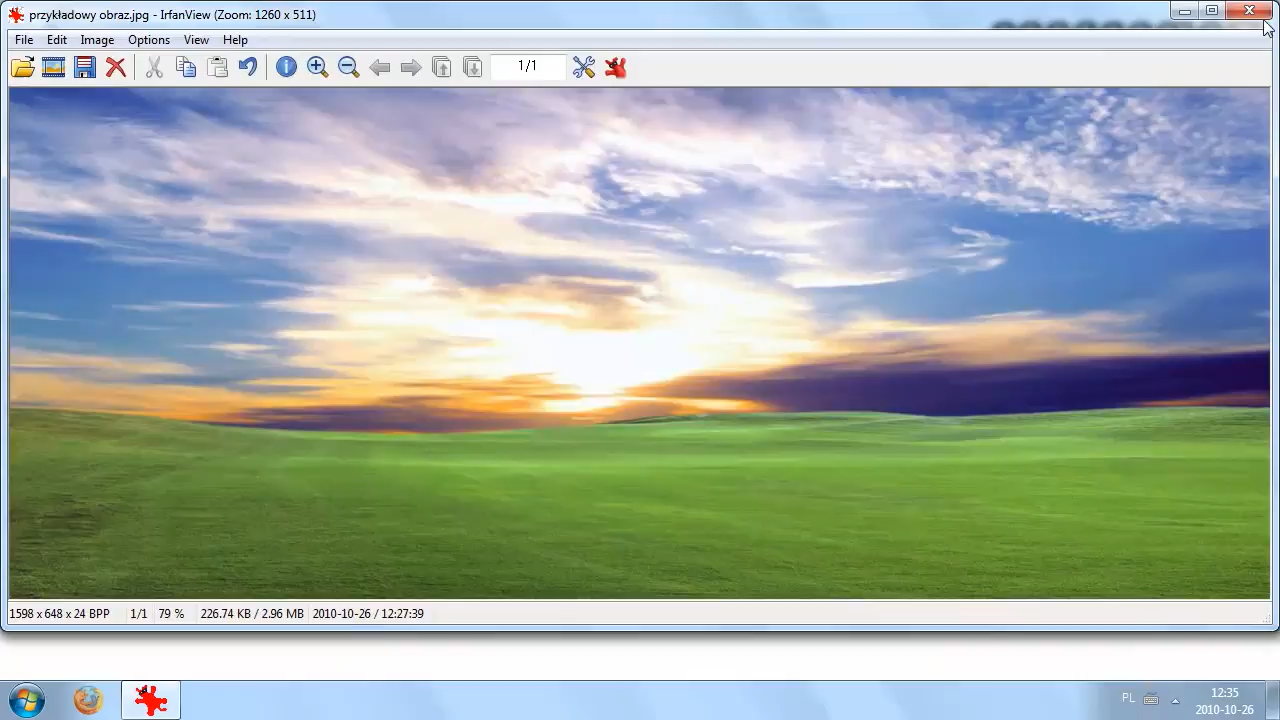 przykładowy obraz.jpg - IrfanView (Zoom: 1260 x 511)
File Edit Image Options View Help
1/1
1598 x 648 x 24 BPP 1/1 79 % 226.74 KB / 2.96 MB 2010-10-26 / 12:27:39
PL 12:35
2010-10-26